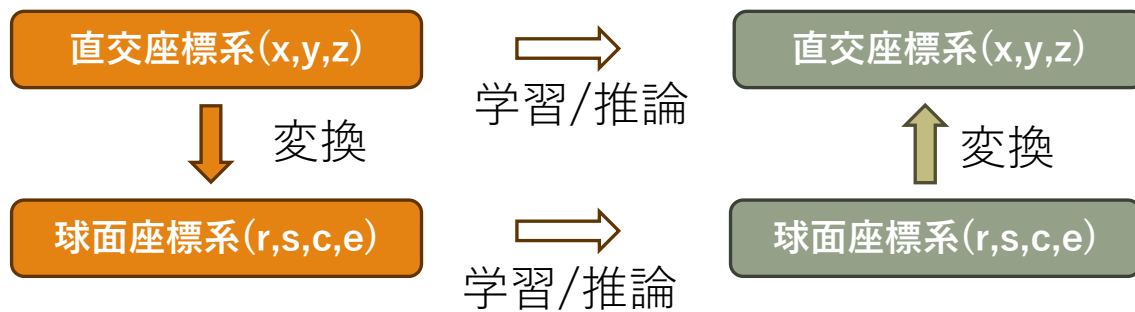 直交座標系(x,y,z)
学習/推論
直交座標系(x,y,z)
変換
変換
球面座標系(r,s,c,e)
学習/推論
球面座標系(r,s,c,e)